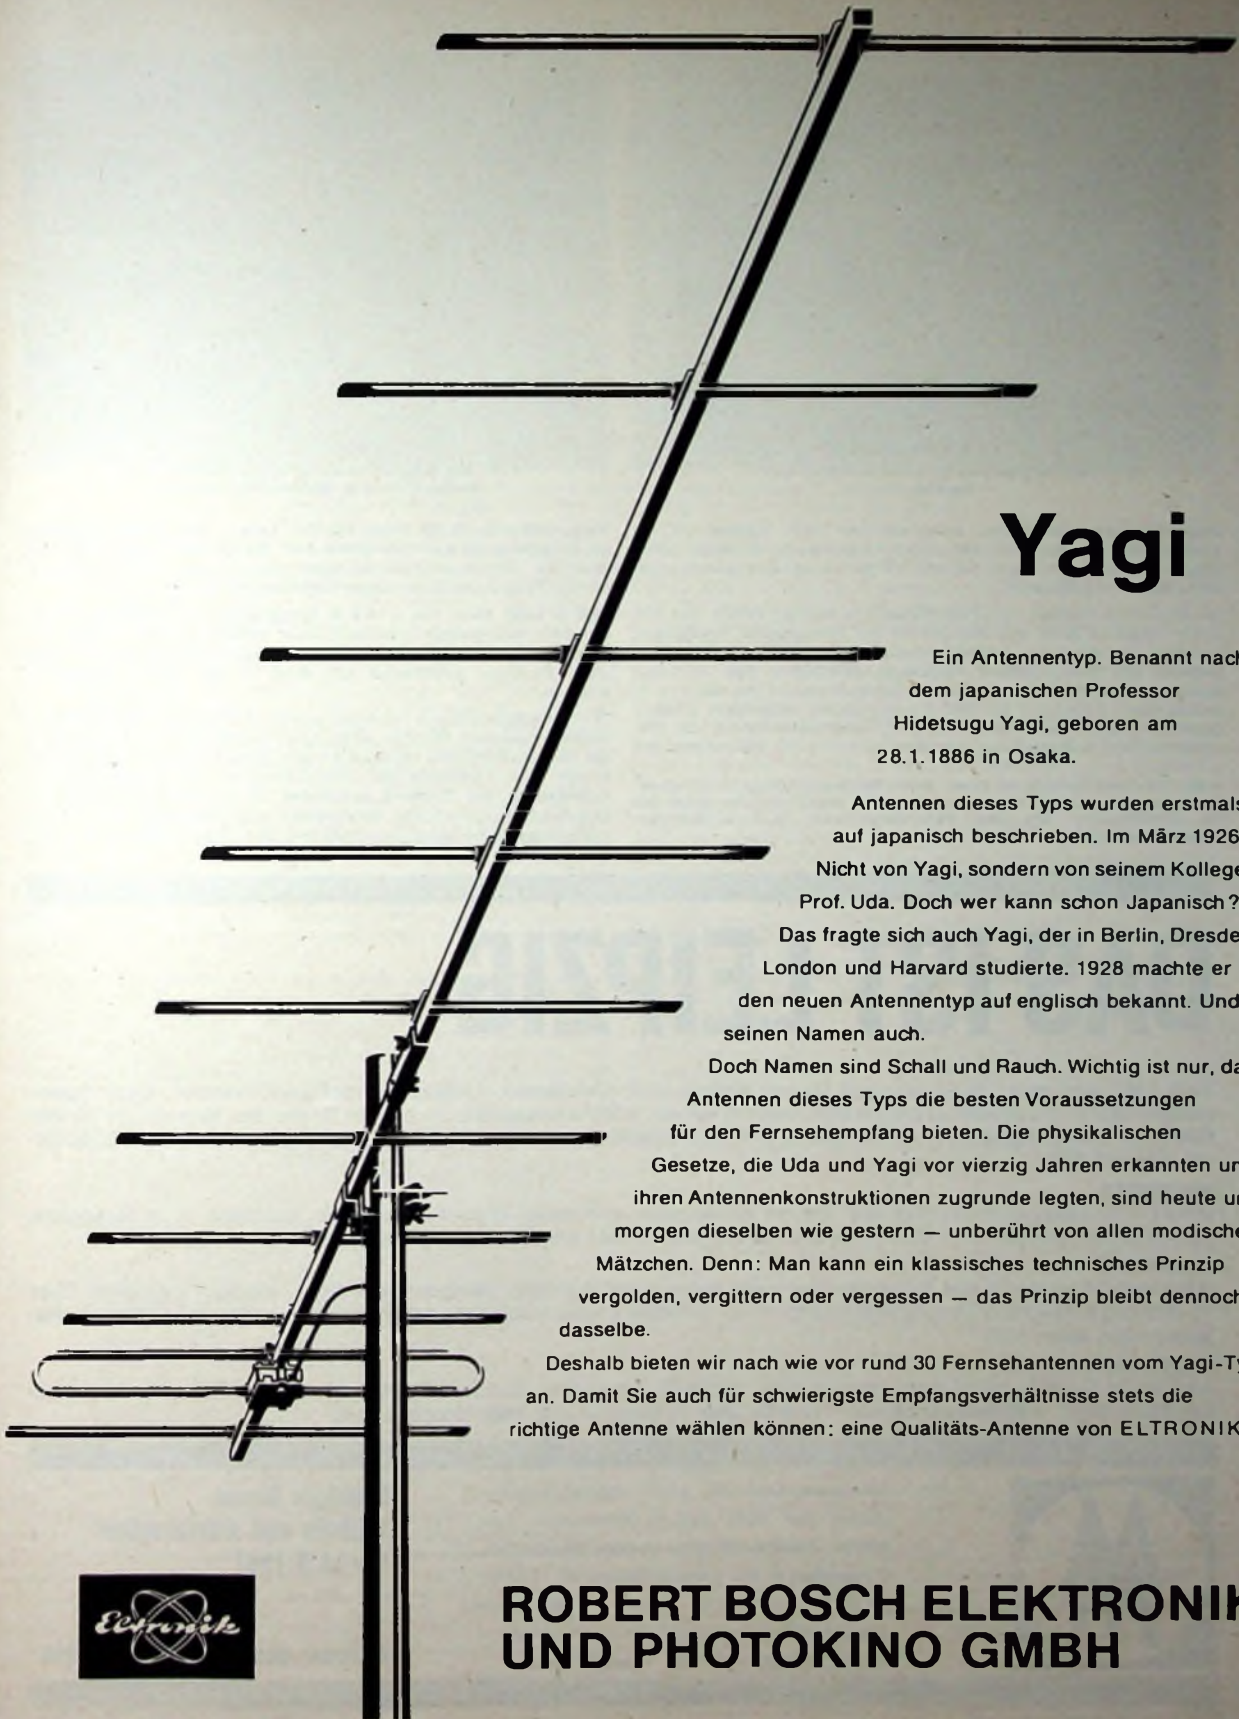 Yagi
Ein Antennentyp. Benannt nach
dem japanischen Professor
Hidetsugu Yagi, geboren am
28.1.1886 in Osaka.
Antennen dieses Typs wurden erstmals
auf japanisch beschrieben. Im März 1926
Nicht von Yagi, sondern von seinem Kollege
Prof. Uda. Doch wer kann schon Japanisch?
Das fragte sich auch Yagi, der in Berlin, Dresde
London und Harvard studierte. 1928 machte er
den neuen Antennentyp auf englisch bekannt. Und
seinen Namen auch.
Doch Namen sind Schall und Rauch. Wichtig ist nur, da
Antennen dieses Typs die besten Voraussetzungen
für den Fernsehempfang bieten. Die physikalischen
Gesetze, die Uda und Yagi vor vierzig Jahren erkannten un
ihren Antennenkonstruktionen zugrunde legten, sind heute u
morgen dieselben wie gestern — unberührt von allen modische
Mätzchen. Denn: Man kann ein klassisches technisches Prinzip
vergolden, vergittern oder vergessen — das Prinzip bleibt dennoch
dasselbe.
Deshalb bieten wir nach wie vor rund 30 Fernsehantennen vom Yagi-Ty
an. Damit Sie auch für schwierigste Empfangsverhältnisse stets die
richtige Antenne wählen können: eine Qualitäts-Antenne von ELTRONIK
Eltronik
ROBERT BOSCH ELEKTRONIK
UND PHOTOKINO GMBH